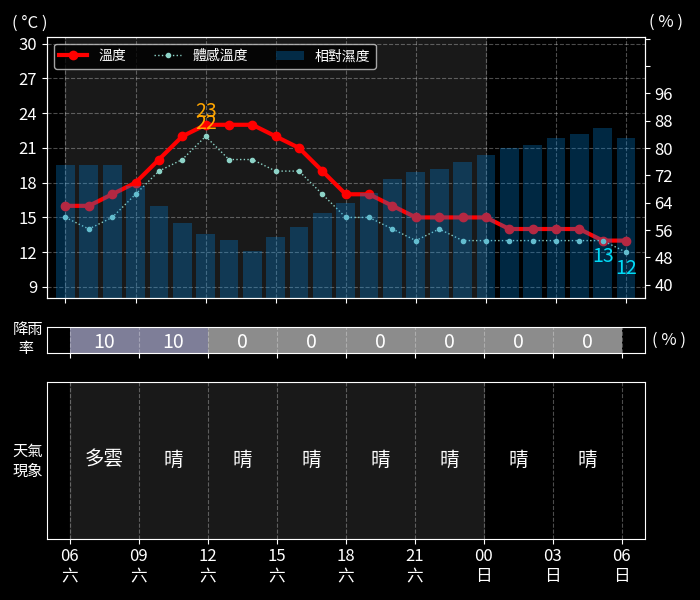 ( °C )
( % )
溫度
體感溫度
相對濕度
30
27
24
21
18
15
12
9
96
88
80
72
64
56
48
40
23
22
13
12
降雨
率
10 10 0 0 0 0 0 0
( % )
天氣
現象
多雲 晴 晴 晴 晴 晴 晴 晴
06 09 12 15 18 21 00 03 06
六 六 六 六 六 六 日 日 日